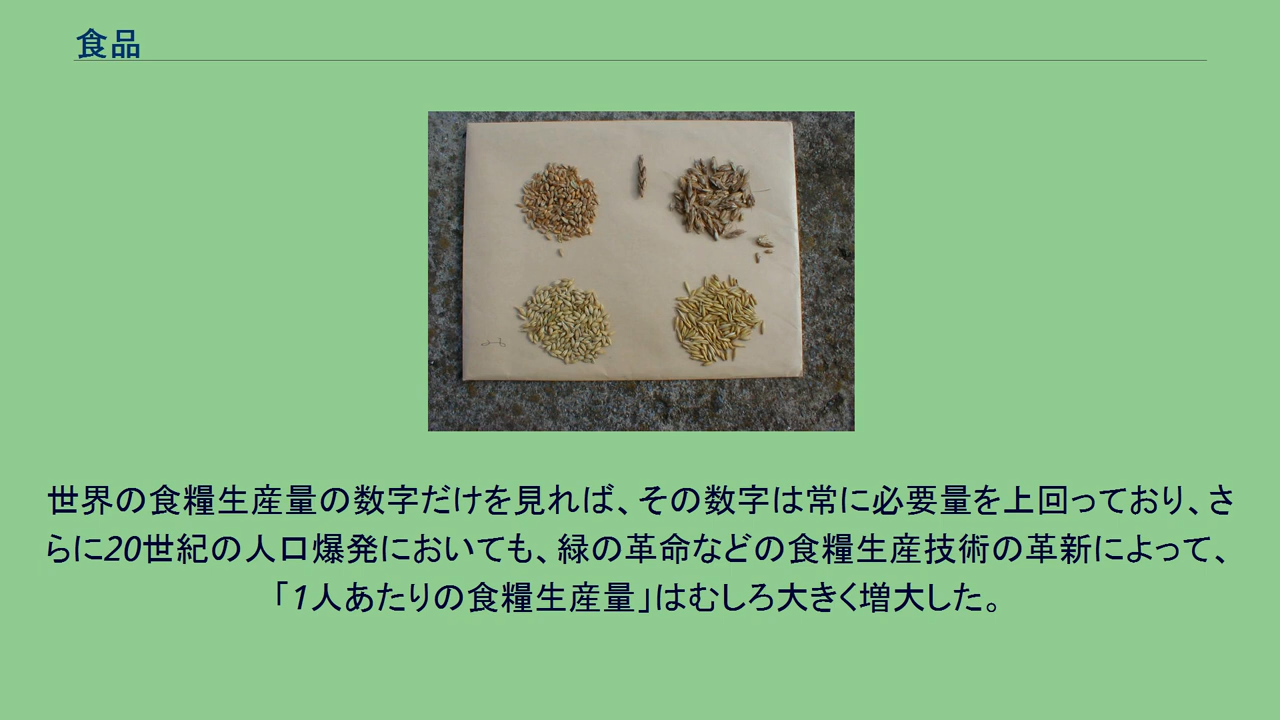 食品
世界の食糧生産量の数字だけを見れば、その数字は常に必要量を上回っており、さ
らに20世紀の人口爆発においても、緑の革命などの食糧生産技術の革新によって、
「1人あたりの食糧生産量」はむしろ大きく増大した。